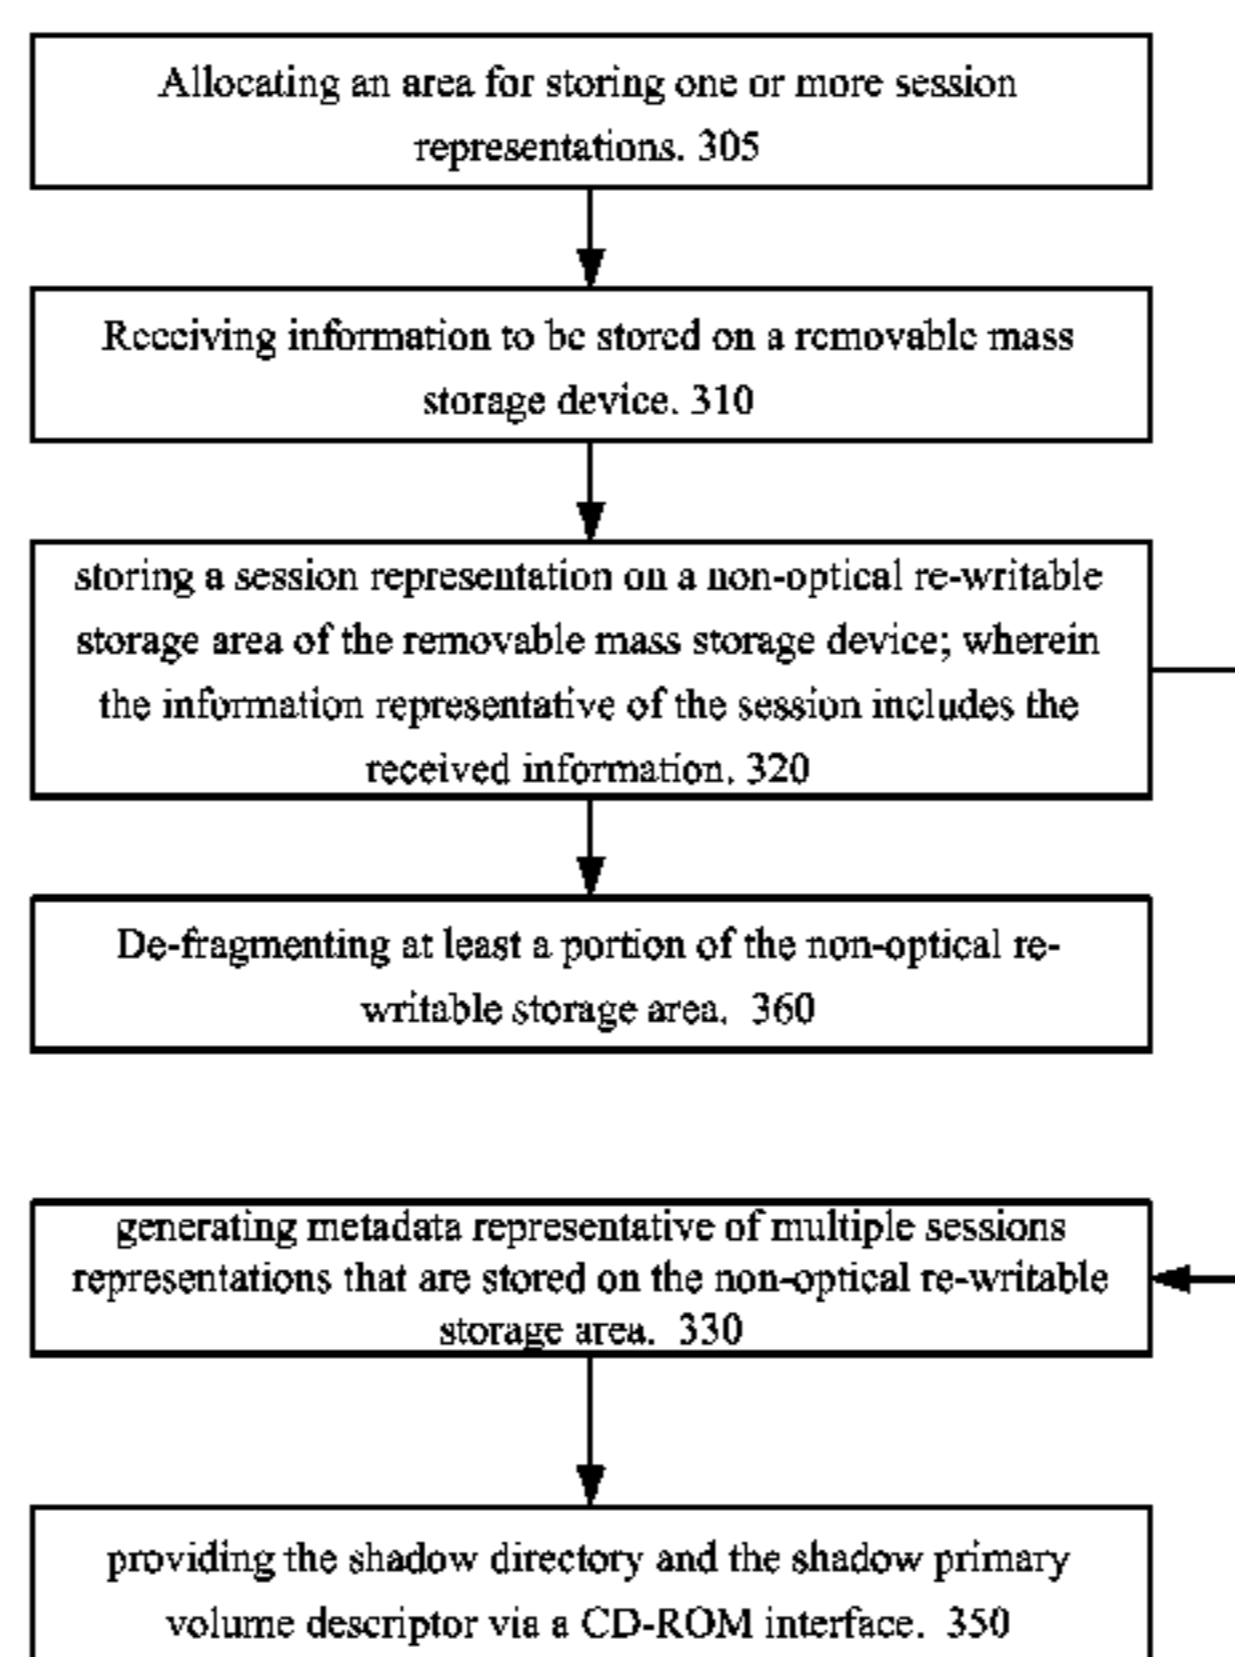 Allocating an area for storing one or more session
representations. 305
Receiving information to be stored on a removable mass
storage device. 310
storing a session representation on a non-optical re-writable
storage area of the removable mass storage device; wherein
the information representative of the session includes the
received information. 320
De-fragmenting at least a portion of the non-optical re-
writable storage area. 360
generating metadata representative of multiple sessions
representations that are stored on the non-optical re-writable
storage area. 330
providing the shadow directory and the shadow primary
volume descriptor via a CD-ROM interface. 350